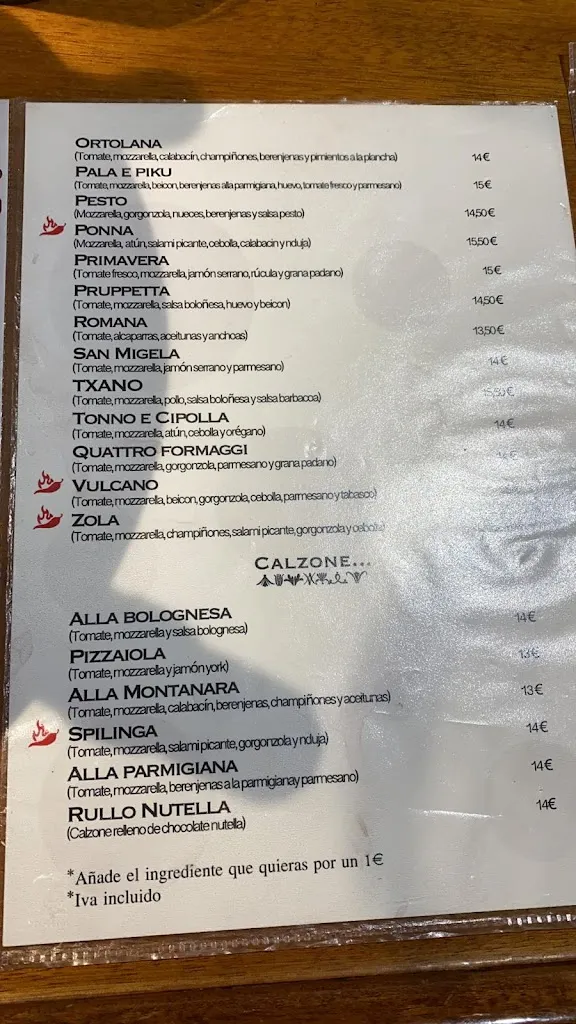 ORTOLANA 14€
(Tomate, mozzarella, calabacín, champiñones, berenjenas y pimientos a la plancha)
PALA E PIKU 15€
(Tomate, mozzarella, beicon, berenjenas alla parmigiana, huevo, tomate fresco y parmesano)
PESTO 14,50€
(Mozzarella, gorgonzola, nueces, berenjenas y salsa pesto)
PONNA 15,50€
(Mozzarella, atún, salami picante, cebolla, calabacin y nduja)
PRIMAVERA 15€
(Tomate fresco, mozzarella, jamón serrano, rúcula y grana padano)
PRUPPETTA 14,50€
(Tomate, mozzarella, salsa boloñesa, huevo y beicon)
ROMANA 13,50€
(Tomate, alcaparras, aceitunas y anchoas)
SAN MIGELA 14€
(Tomate, mozzarella, jamón serrano y parmesano)
TXANO 15,50€
(Tomate, mozzarella, pollo, salsa boloñesa y salsa barbacoa)
TONNO E CIPOLLA 14€
(Tomate, mozzarella, atún, cebolla y orégano)
QUATTRO FORMAGGI
(Tomate, mozzarella, gorgonzola, parmesano y grana padano)
VULCANO
(Tomate, mozzarella, beicon, gorgonzola, cebolla, parmesano y tabasco)
ZOLA
(Tomate, mozzarella, champiñones, salami picante, gorgonzola y cebolla)
CALZONE...
ALLA BOLOGNESA 14€
(Tomate, mozzarella y salsa bolognesa)
PIZZAIOLA 13€
(Tomate, mozzarella y jamón york)
ALLA MONTANARA 13€
(Tomate, mozzarella, calabacín, berenjenas, champiñones y aceitunas)
SPILINGA 14€
(Tomate, mozzarella, salami picante, gorgonzola y nduja)
ALLA PARMIGIANA 14€
(Tomate, mozzarella, berenjenas a la parmigiana y parmesano)
RULLO NUTELLA 14€
(Calzone relleno de chocolate nutella)
*Añade el ingrediente que quieras por un 1€
*Iva incluido